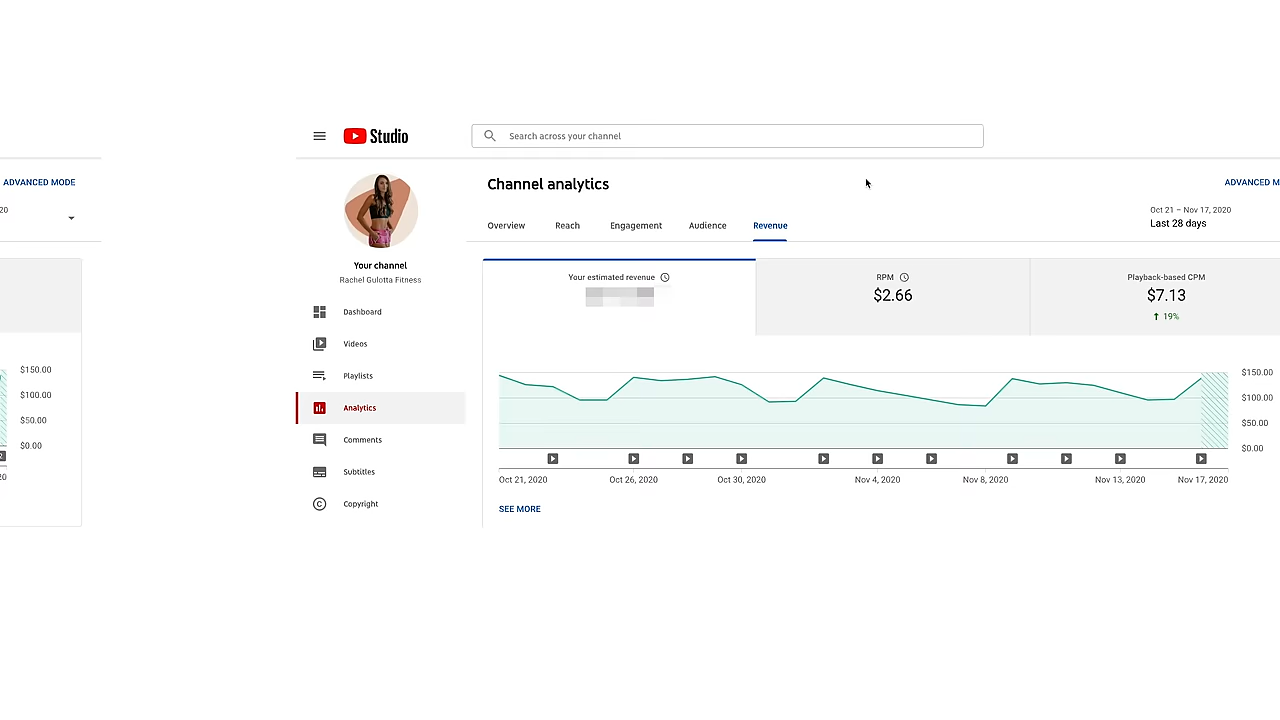 ADVANCED MODE
20
$150.00
$100.00
$50.00
$0.00
2
20
Studio
Search across your channel
Your channel
Rachel Gulotta Fitness
Dashboard
Videos
Playlists
Analytics
Comments
Subtitles
Copyright
Channel analytics
ADVANCED M
Overview
Reach
Engagement
Audience
Revenue
Oct 21 – Nov 17, 2020
Last 28 days
Your estimated revenue
RPM
$2.66
Playback-based CPM
$7.13
19%
$150.00
$100.00
$50.00
$0.00
Oct 21, 2020
Oct 26, 2020
Oct 30, 2020
Nov 4, 2020
Nov 8, 2020
Nov 13, 2020
Nov 17, 2020
SEE MORE